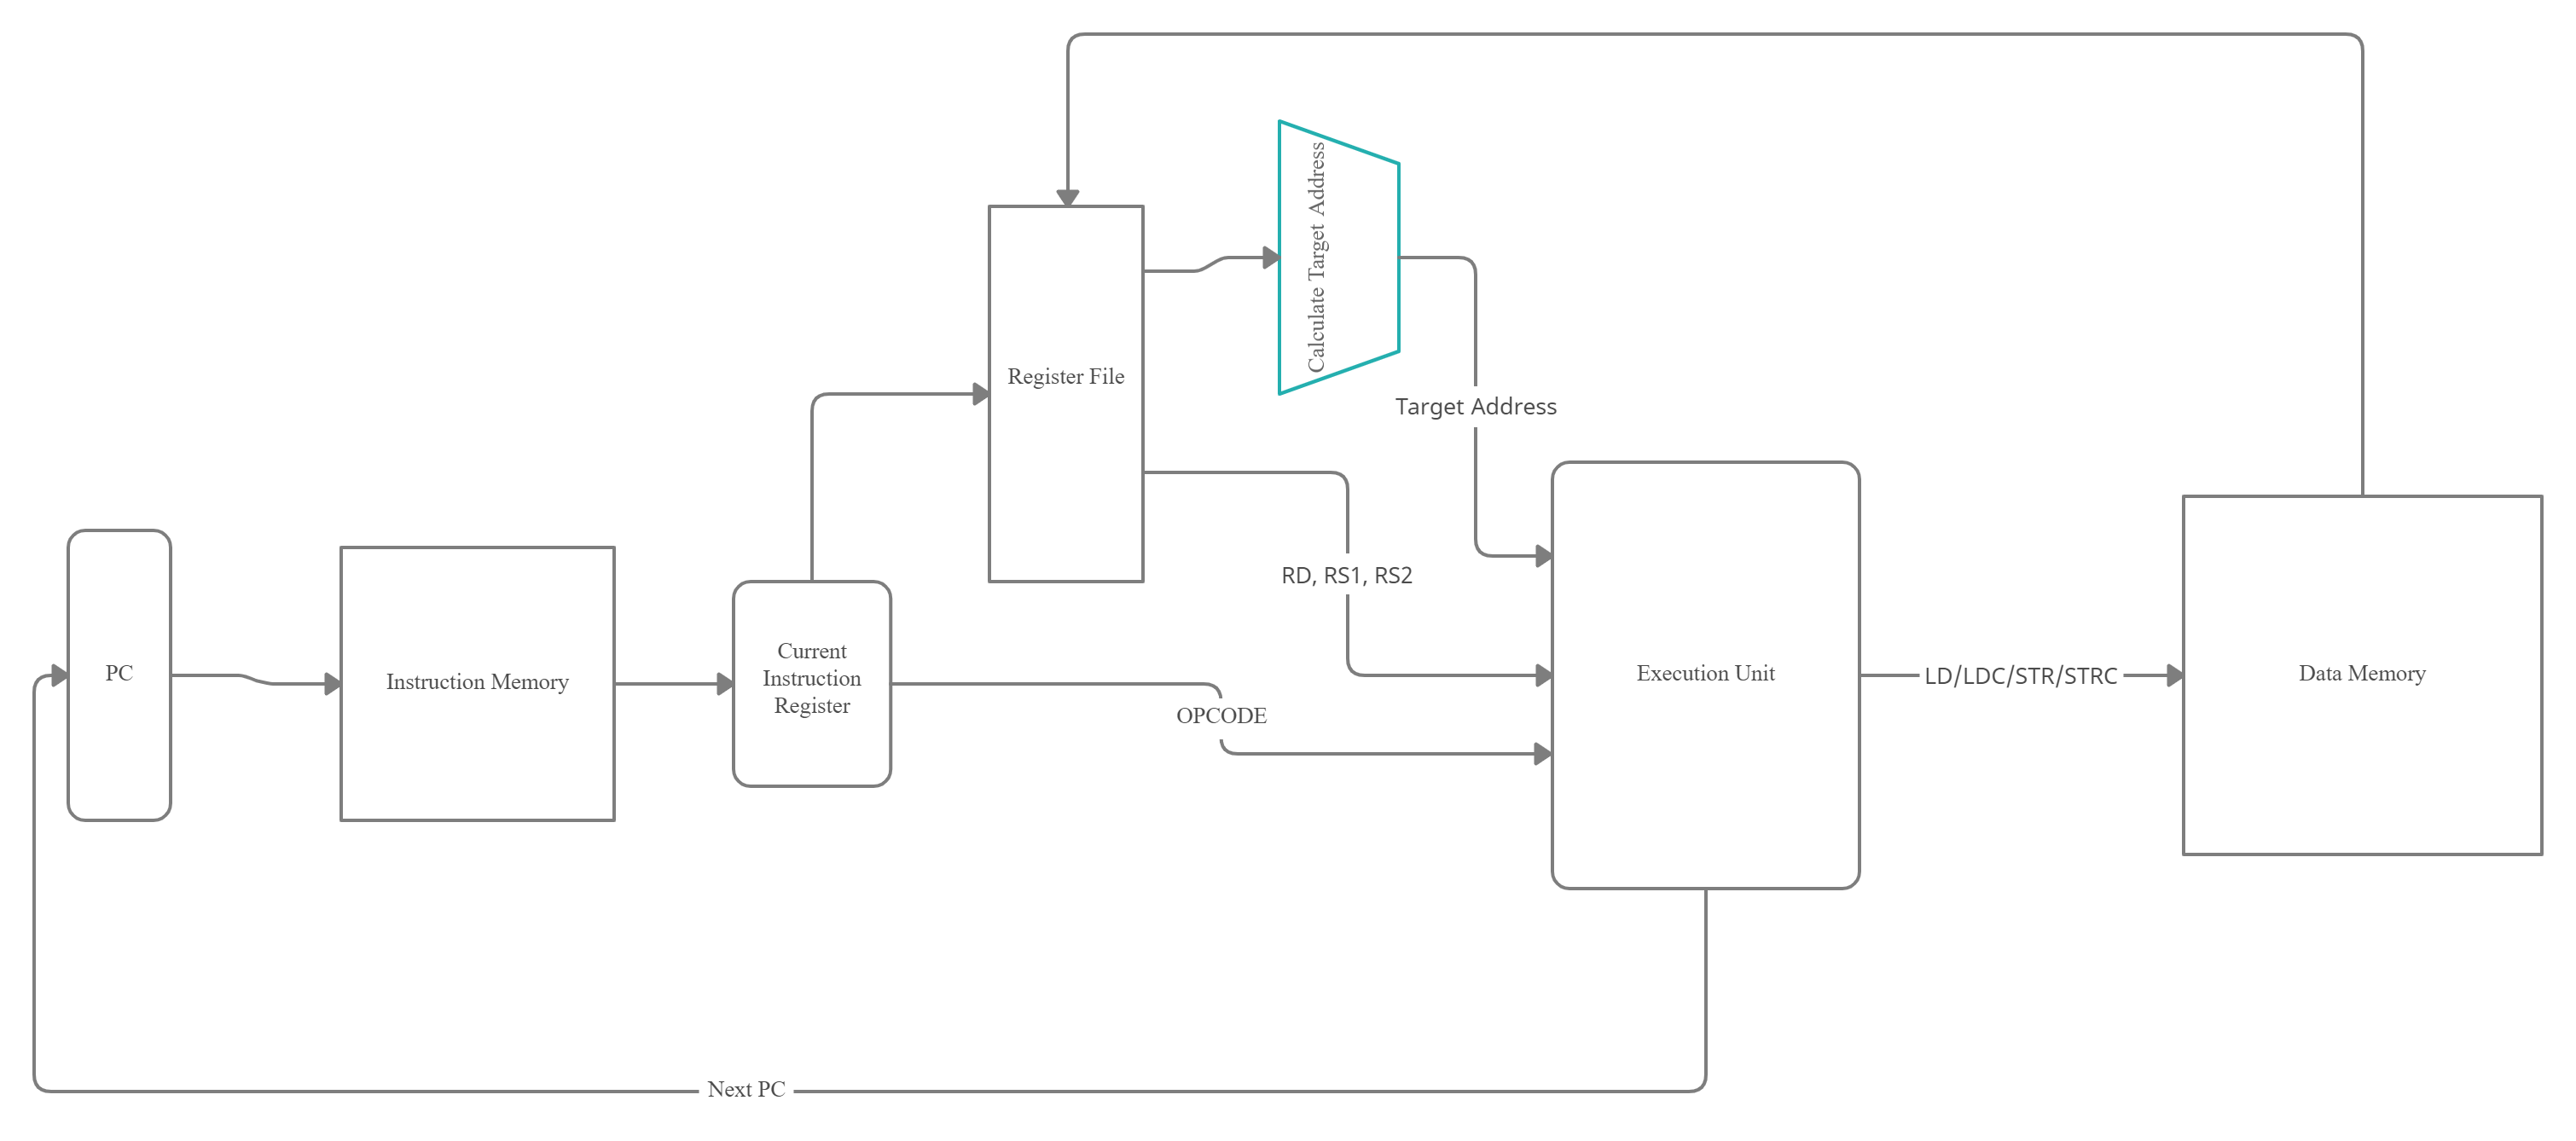 Calculate Target Address
Register File
Target Address
RD, RS1, RS2
PC
Instruction Memory
Current
Instruction
Register
OPCODE
Execution Unit
LD/LDC/STR/STRC
Data Memory
Next PC